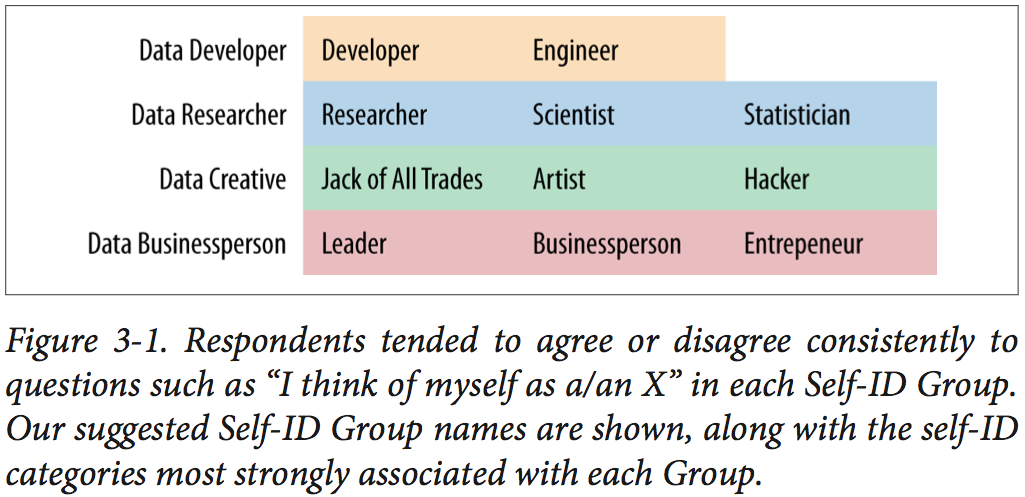 Data Developer Developer Engineer
Data Researcher Researcher Scientist Statistician
Data Creative Jack of All Trades Artist Hacker
Data Businessperson Leader Businessperson Entrepeneur
Figure 3-1. Respondents tended to agree or disagree consistently to
questions such as “I think of myself as a/an X” in each Self-ID Group.
Our suggested Self-ID Group names are shown, along with the self-ID
categories most strongly associated with each Group.